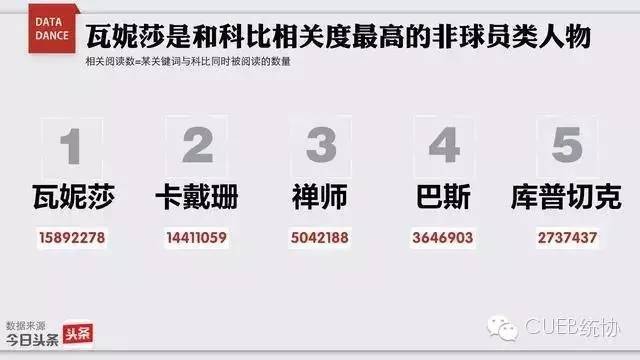 DATA
DANCE
瓦妮莎是和科比相关度最高的非球员类人物
相关阅读数=某关键词与科比同时被阅读的数量
1 2 3 4 5
瓦妮莎 卡戴珊 禅师 巴斯 库普切克
15892278 14411059 5042188 3646903 2737437
数据来源
今日头条 头条
CUEB统协